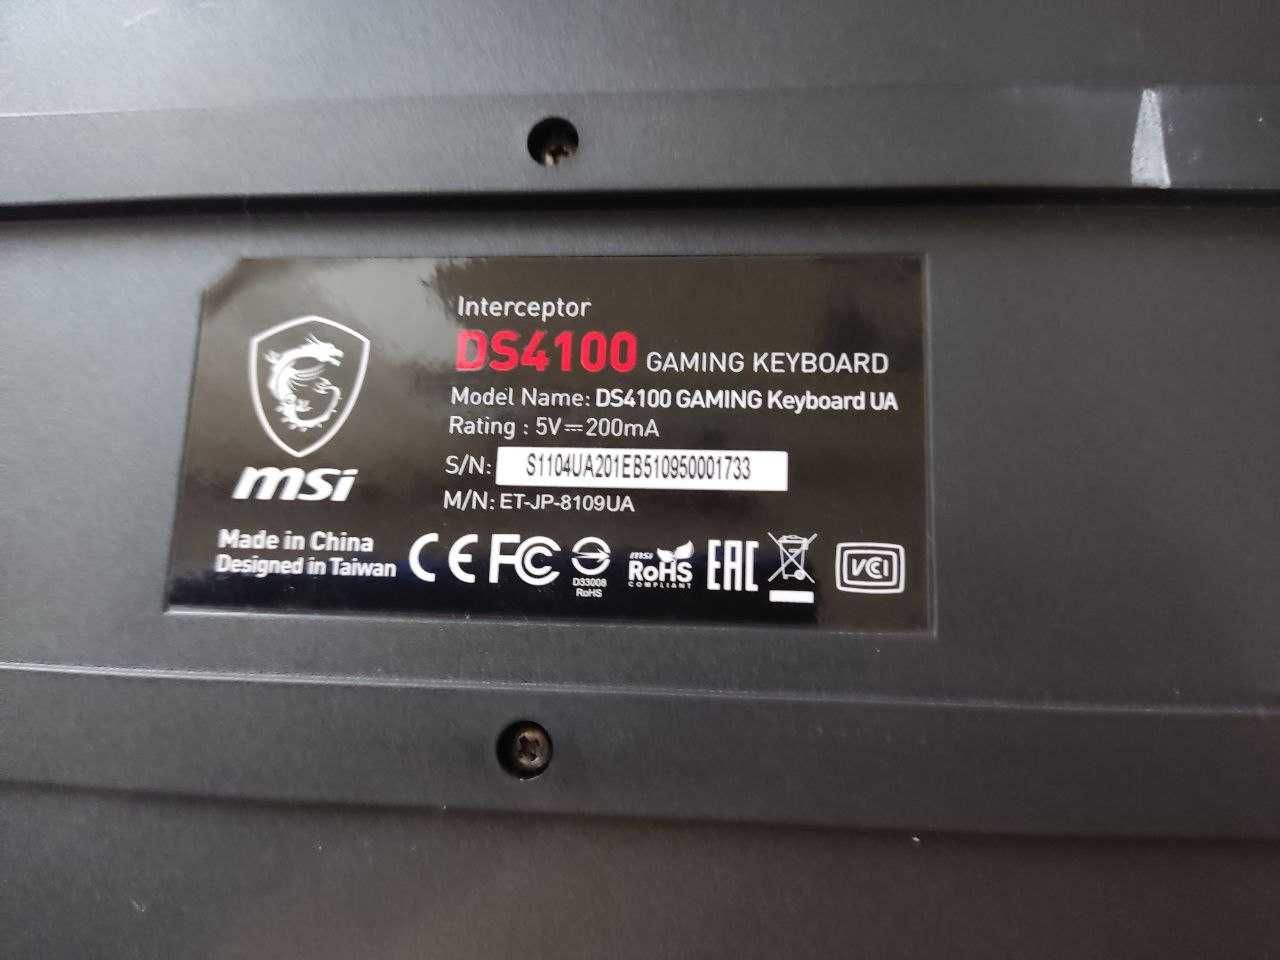 Interceptor
DS4100 GAMING KEYBOARD
Model Name: DS4100 GAMING Keyboard UA
Rating : 5V⎓200mA
S/N: S1104UA201EB510950001733
M/N: ET-JP-8109UA
msi
Made in China
Designed in Taiwan
CE FC
D33008
RoHS
msi
RoHS
COMPLIANT
EAC
VCCI